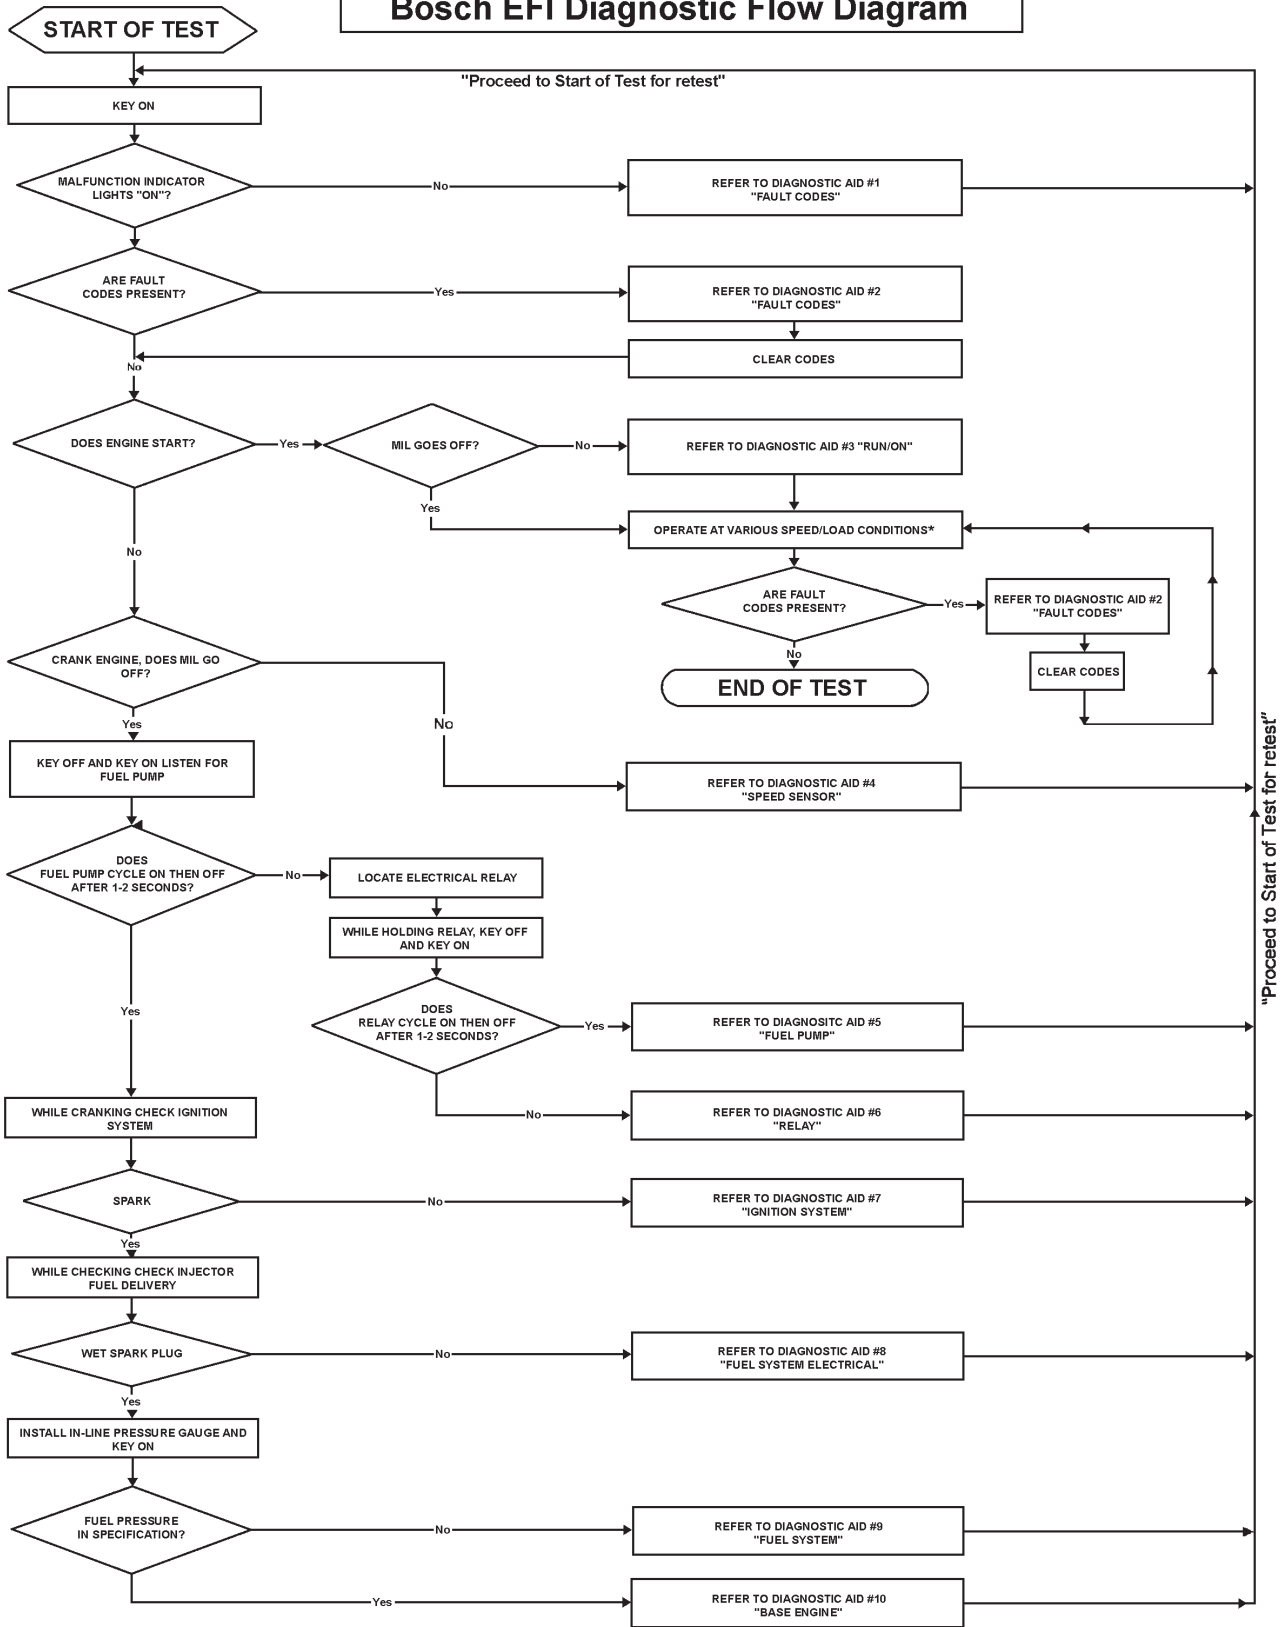 Bosch EFI Diagnostic Flow Diagram
START OF TEST
"Proceed to Start of Test for retest"
KEY ON
MALFUNCTION INDICATOR
LIGHTS "ON"?
No
REFER TO DIAGNOSTIC AID #1
"FAULT CODES"
ARE FAULT
CODES PRESENT?
Yes
REFER TO DIAGNOSTIC AID #2
"FAULT CODES"
CLEAR CODES
No
DOES ENGINE START?
Yes
MIL GOES OFF?
No
REFER TO DIAGNOSTIC AID #3 "RUN/ON"
Yes
OPERATE AT VARIOUS SPEED/LOAD CONDITIONS*
No
ARE FAULT
CODES PRESENT?
Yes
REFER TO DIAGNOSTIC AID #2
"FAULT CODES"
No
CLEAR CODES
END OF TEST
CRANK ENGINE, DOES MIL GO
OFF?
No
Yes
KEY OFF AND KEY ON LISTEN FOR
FUEL PUMP
REFER TO DIAGNOSTIC AID #4
"SPEED SENSOR"
"Proceed to Start of Test for retest"
DOES
FUEL PUMP CYCLE ON THEN OFF
AFTER 1-2 SECONDS?
No
LOCATE ELECTRICAL RELAY
WHILE HOLDING RELAY, KEY OFF
AND KEY ON
Yes
DOES
RELAY CYCLE ON THEN OFF
AFTER 1-2 SECONDS?
Yes
REFER TO DIAGNOSITC AID #5
"FUEL PUMP"
No
REFER TO DIAGNOSTIC AID #6
"RELAY"
WHILE CRANKING CHECK IGNITION
SYSTEM
SPARK
No
REFER TO DIAGNOSTIC AID #7
"IGNITION SYSTEM"
Yes
WHILE CHECKING CHECK INJECTOR
FUEL DELIVERY
WET SPARK PLUG
No
REFER TO DIAGNOSTIC AID #8
"FUEL SYSTEM ELECTRICAL"
Yes
INSTALL IN-LINE PRESSURE GAUGE AND
KEY ON
FUEL PRESSURE
IN SPECIFICATION?
No
REFER TO DIAGNOSTIC AID #9
"FUEL SYSTEM"
Yes
REFER TO DIAGNOSTIC AID #10
"BASE ENGINE"